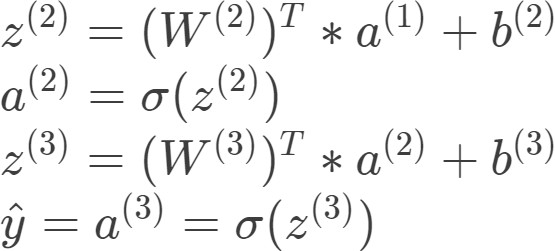 z^{(2)} = (W^{(2)})^T * a^{(1)} + b^{(2)}
a^{(2)} = σ(z^{(2)})
z^{(3)} = (W^{(3)})^T * a^{(2)} + b^{(3)}
ŷ = a^{(3)} = σ(z^{(3)})